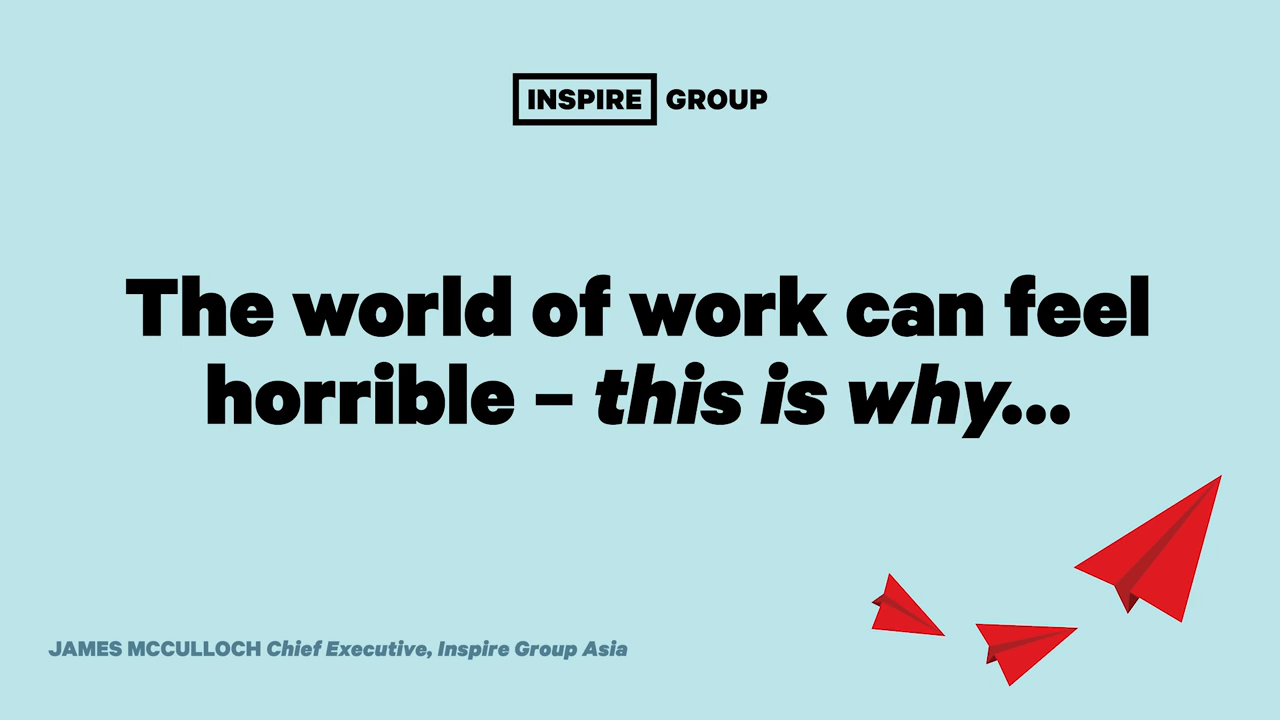 INSPIRE GROUP
The world of work can feel
horrible – this is why...
JAMES MCCULLOCH Chief Executive, Inspire Group Asia